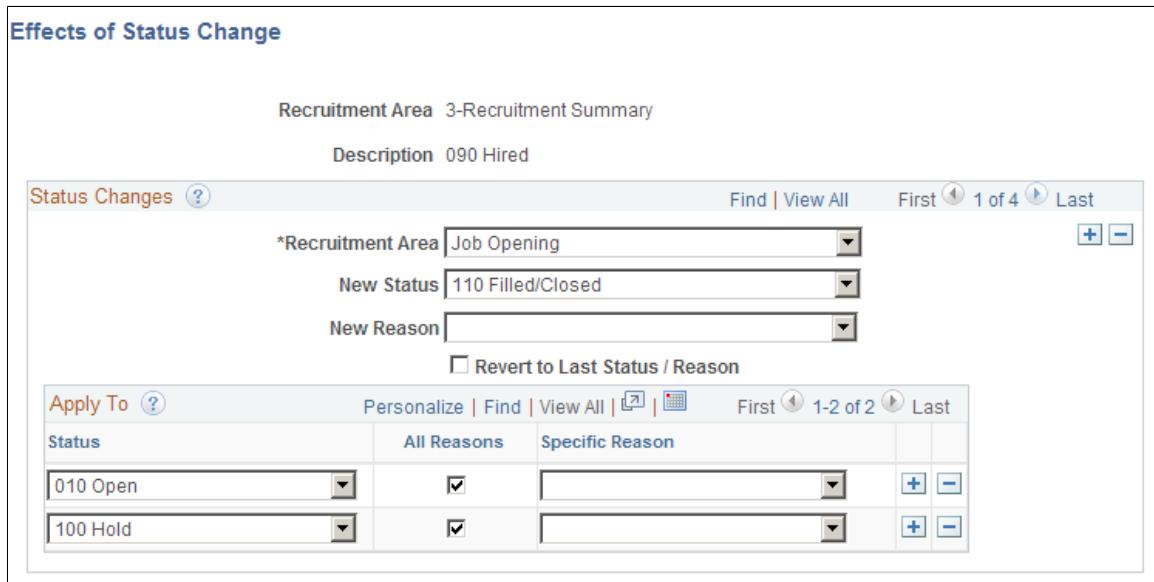 Effects of Status Change
Recruitment Area 3-Recruitment Summary
Description 090 Hired
Status Changes ? Find | View All First 1 of 4 Last
*Recruitment Area Job Opening
New Status 110 Filled/Closed
New Reason
Revert to Last Status / Reason
Apply To ? Personalize | Find | View All | | First 1-2 of 2 Last
Status All Reasons Specific Reason
010 Open
100 Hold